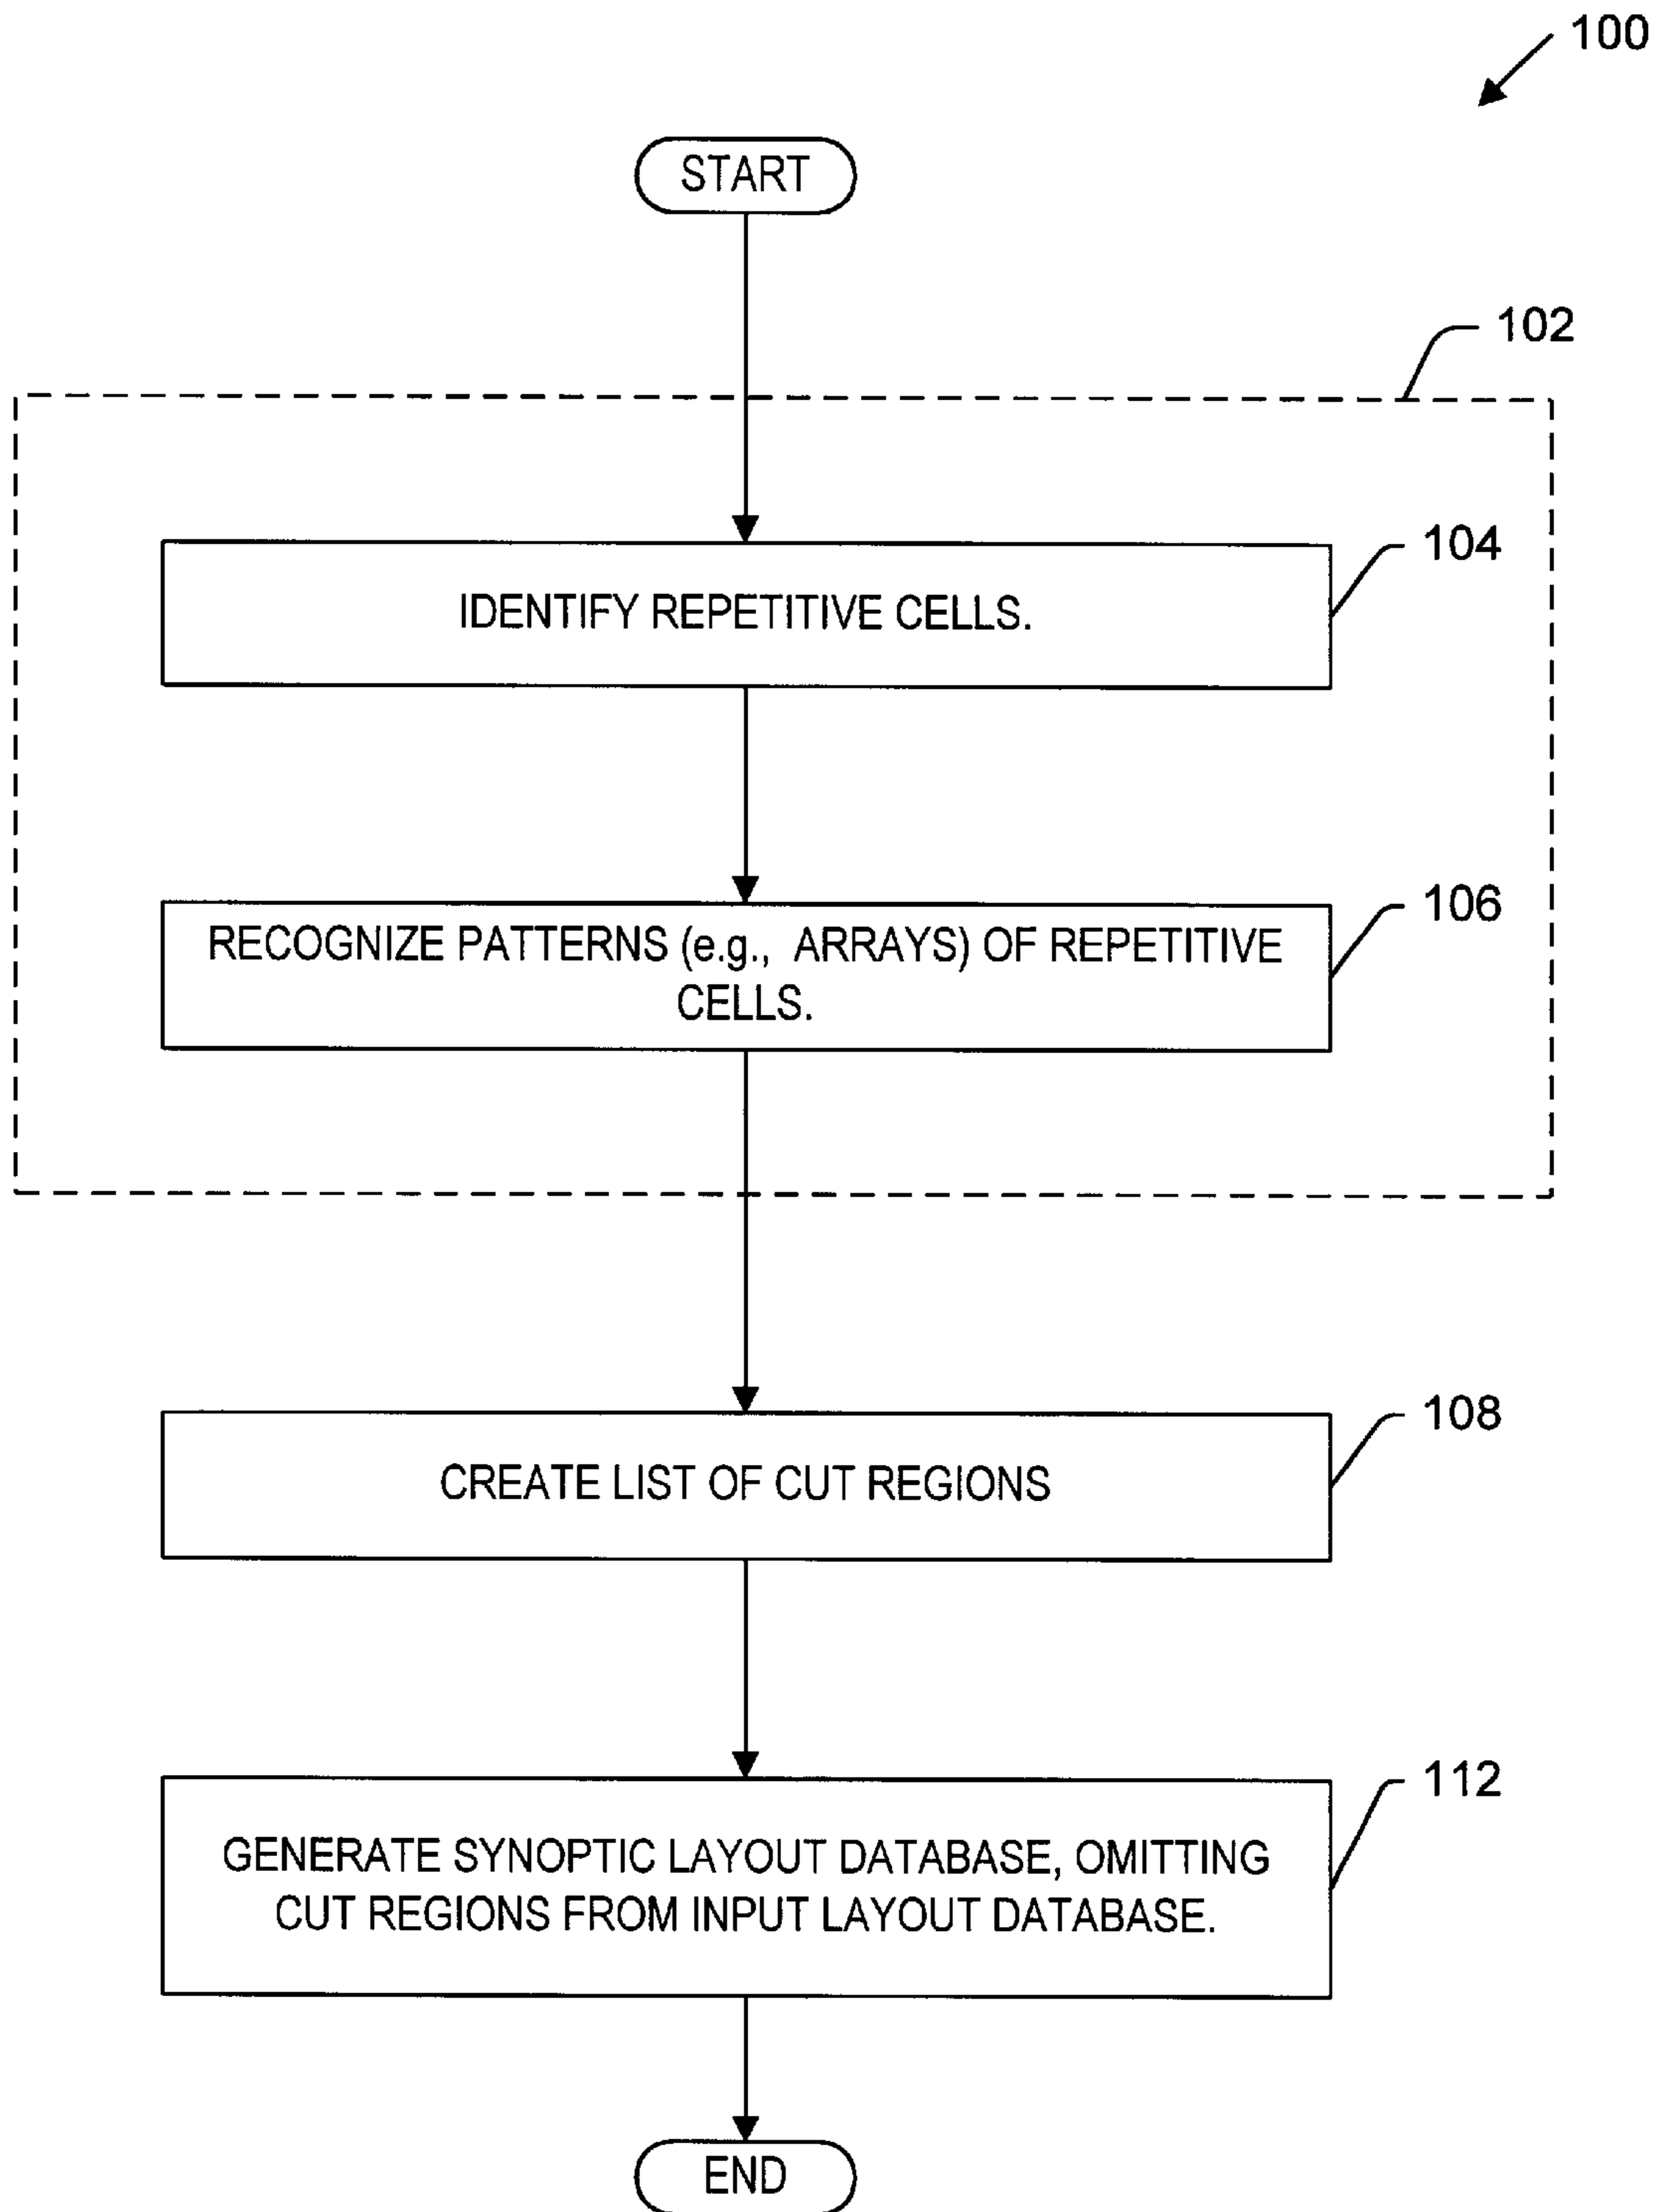 100
START
102
104
IDENTIFY REPETITIVE CELLS.
106
RECOGNIZE PATTERNS (e.g., ARRAYS) OF REPETITIVE
CELLS.
108
CREATE LIST OF CUT REGIONS
112
GENERATE SYNOPTIC LAYOUT DATABASE, OMITTING
CUT REGIONS FROM INPUT LAYOUT DATABASE.
END